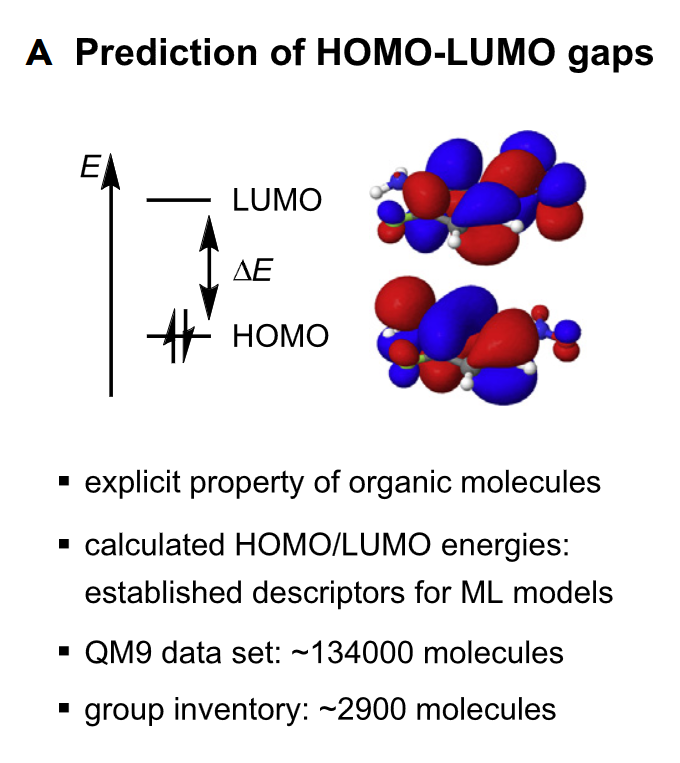 A Prediction of HOMO-LUMO gaps
E
LUMO
ΔE
HOMO
▪ explicit property of organic molecules
▪ calculated HOMO/LUMO energies:
established descriptors for ML models
▪ QM9 data set: ~134000 molecules
▪ group inventory: ~2900 molecules